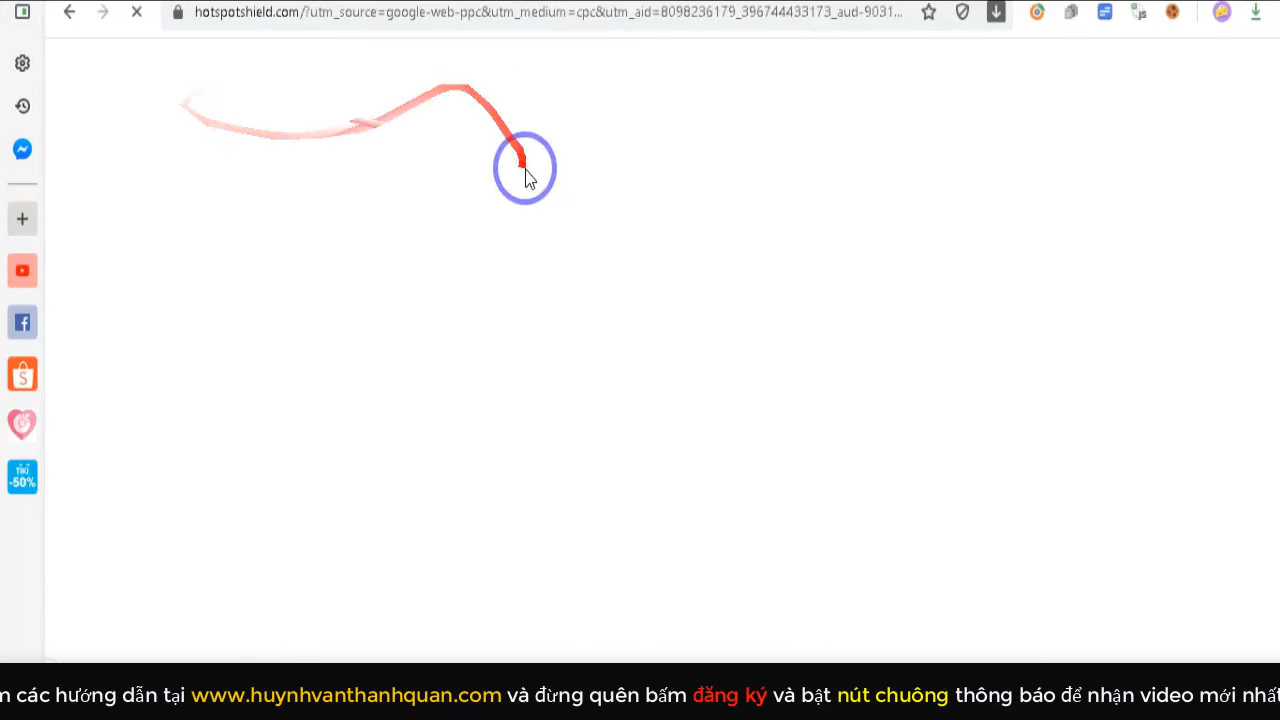 hotspotshield.com/?utm_source=google-web-ppc&utm_medium=cpc&utm_aid=8098236179_396744433173_aud-9031...
js
TiKi
-50%
m các hướng dẫn tại www.huynhvanthanhquan.com và đừng quên bấm đăng ký và bật nút chuông thông báo để nhận video mới nhất